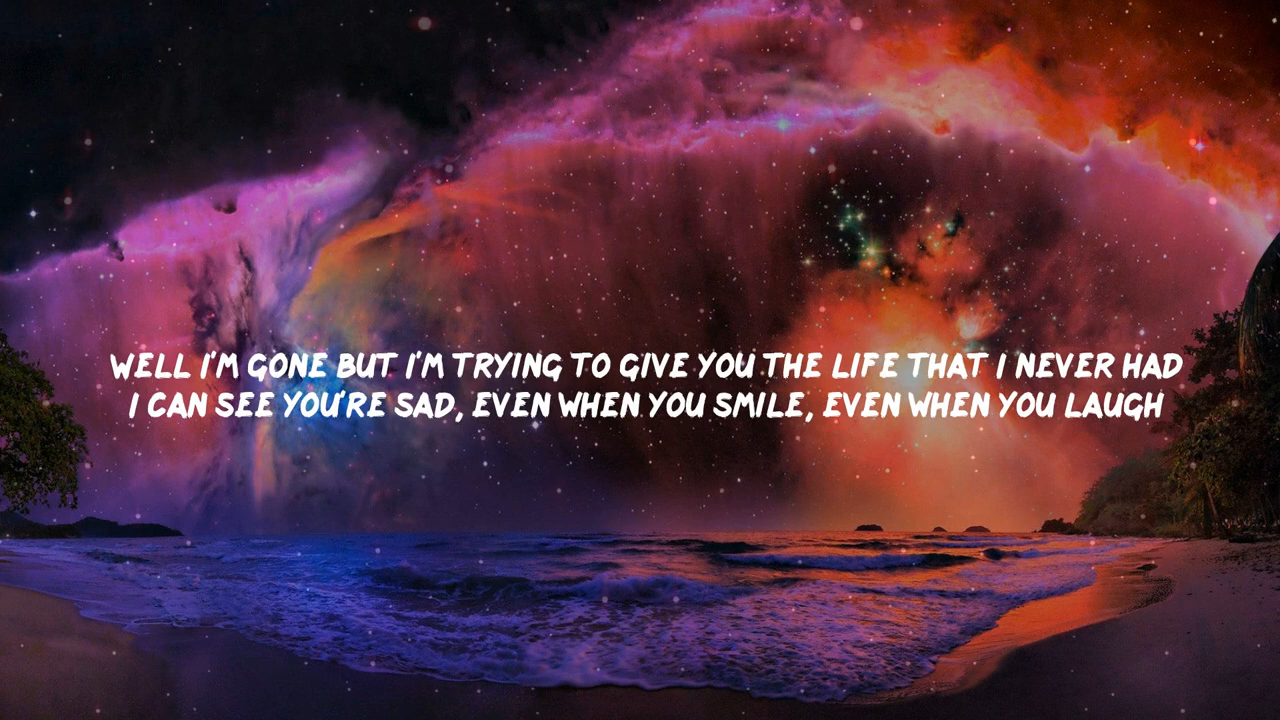 WELL I'M GONE BUT I'M TRYING TO GIVE YOU THE LIFE THAT I NEVER HAD
I CAN SEE YOU'RE SAD, EVEN WHEN YOU SMILE, EVEN WHEN YOU LAUGH